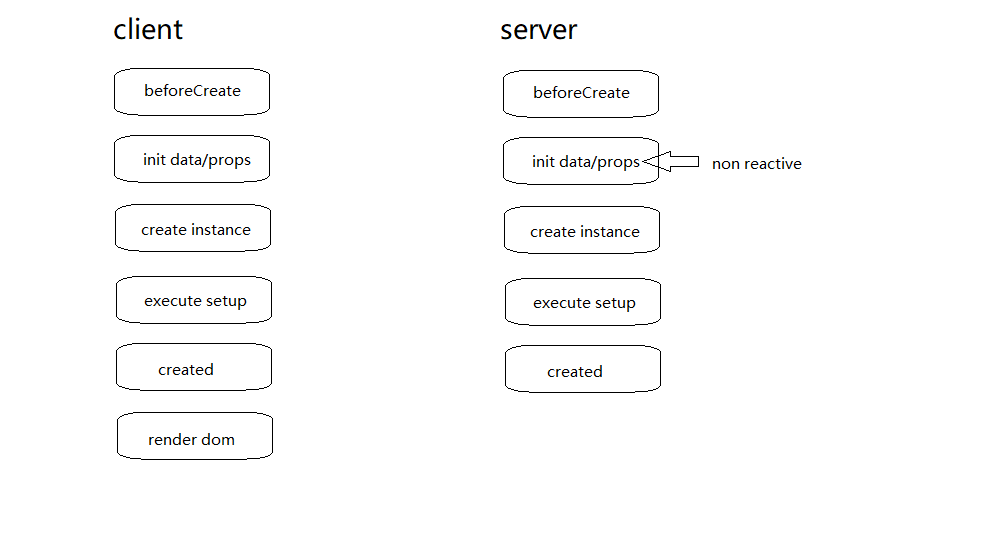 client
beforeCreate
init data/props
create instance
execute setup
created
render dom
server
beforeCreate
init data/props
non reactive
create instance
execute setup
created